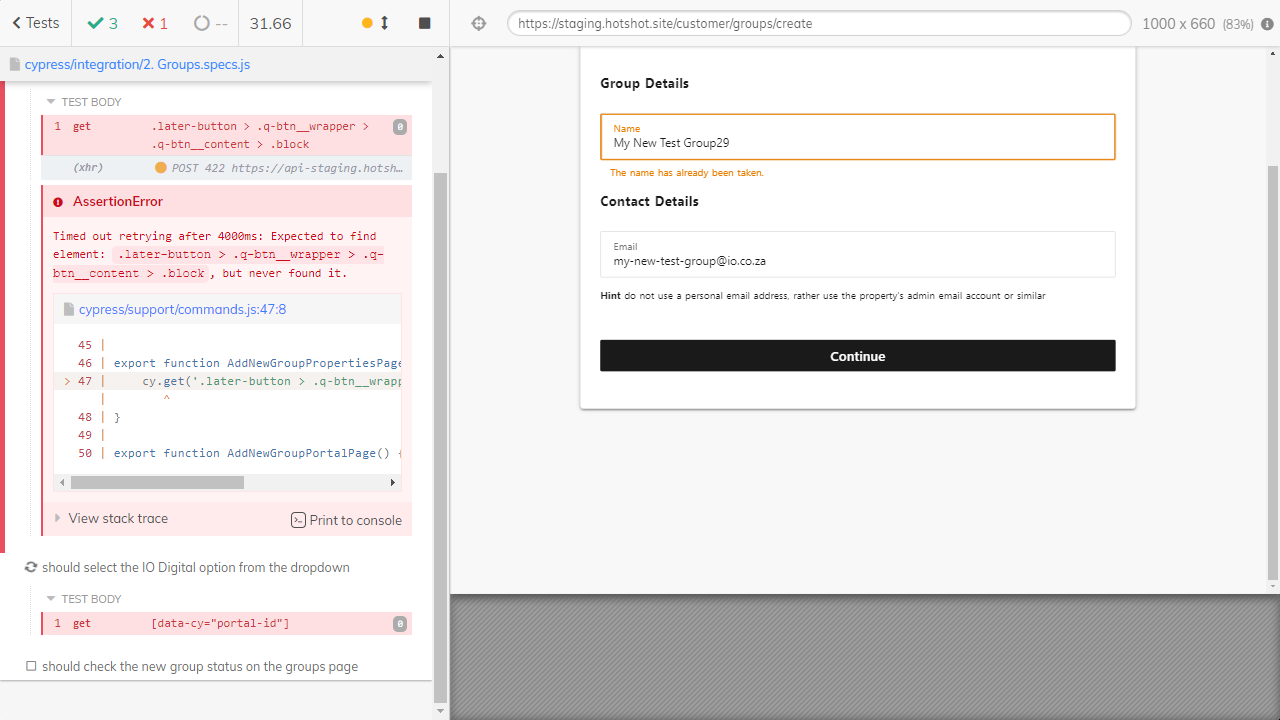 Tests
3
1
--
31.66
https://staging.hotshot.site/customer/groups/create
1000 x 660 (83%)
cypress/integration/2. Groups.specs.js
TEST BODY
1 get .later-button > .q-btn__wrapper > 0
.q-btn__content > .block
(xhr) POST 422 https://api-staging.hotsh…
AssertionError
Timed out retrying after 4000ms: Expected to find
element: .later-button > .q-btn__wrapper > .q-
btn__content > .block, but never found it.
cypress/support/commands.js:47:8
45 |
46 | export function AddNewGroupPropertiesPage
> 47 | cy.get('.later-button > .q-btn__wrapp
| ^
48 | }
49 |
50 | export function AddNewGroupPortalPage() {
View stack trace
Print to console
should select the IO Digital option from the dropdown
TEST BODY
1 get [data-cy="portal-id"] 0
should check the new group status on the groups page
Group Details
Name
My New Test Group29
The name has already been taken.
Contact Details
Email
my-new-test-group@io.co.za
Hint do not use a personal email address, rather use the property's admin email account or similar
Continue